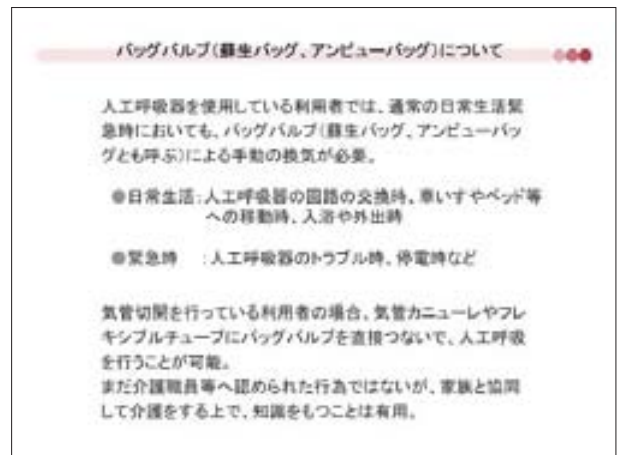 バッグバルブ(蘇生バッグ、アンビューバッグ)について
人工呼吸器を使用している利用者では、通常の日常生活緊
急時においても、バッグバルブ(蘇生バッグ、アンビューバッ
グとも呼ぶ)による手動の換気が必要。
●日常生活:人工呼吸器の回路の交換時、車いすやベッド等
への移動時、入浴や外出時
●緊急時　:人工呼吸器のトラブル時、停電時など
気管切開を行っている利用者の場合、気管カニューレやフレ
キシブルチューブにバッグバルブを直接つないで、人工呼吸
を行うことが可能。
まだ介護職員等へ認められた行為ではないが、家族と協同
して介護をする上で、知識をもつことは有用。